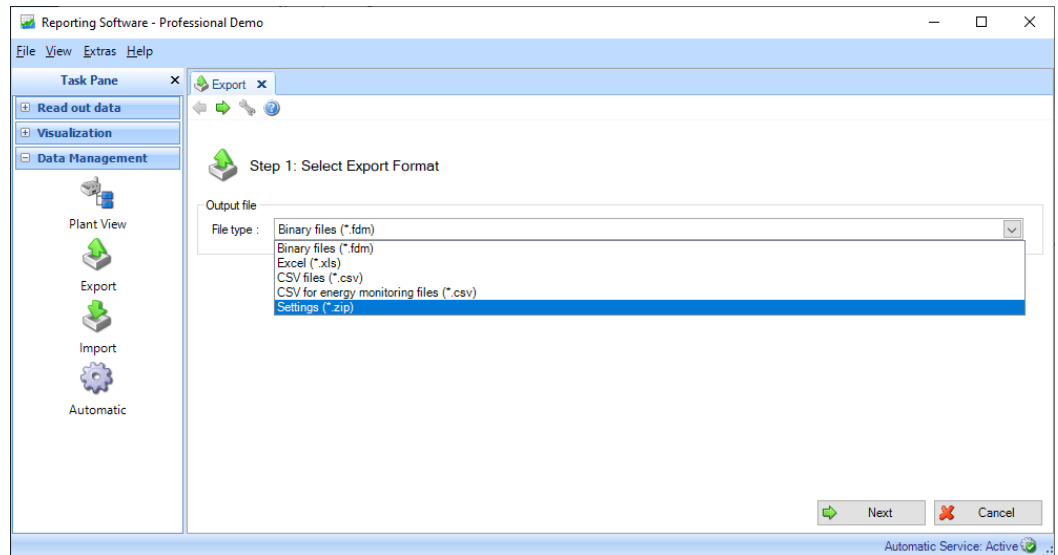 Reporting Software - Professional Demo
File View Extras Help
Task Pane
Export
Read out data
Visualization
Data Management
Plant View
Export
Import
Automatic
Step 1: Select Export Format
Output file
File type : Binary files (*.fdm)
Binary files (*.fdm)
Excel (*.xls)
CSV files (*.csv)
CSV for energy monitoring files (*.csv)
Settings (*.zip)
Next Cancel
Automatic Service: Active